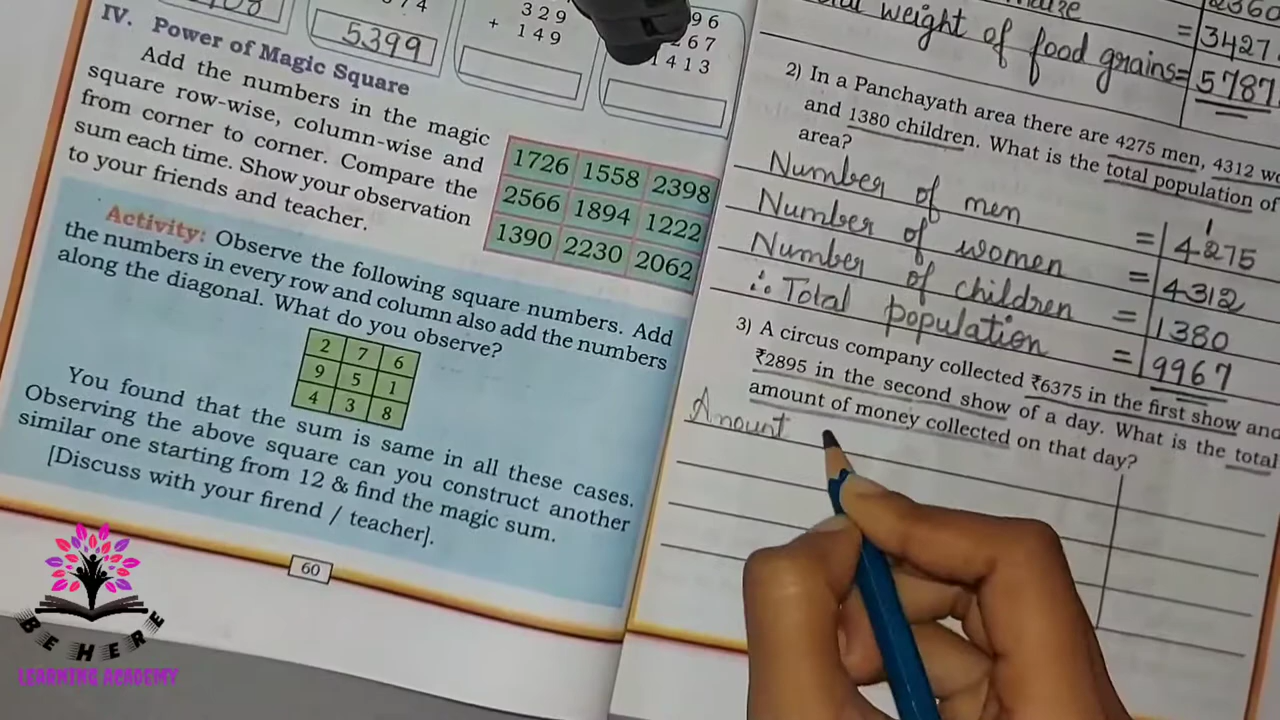 5399
329
+ 149
1413
IV. Power of Magic Square
Add the numbers in the magic
square row-wise, column-wise and
from corner to corner. Compare the
sum each time. Show your observation
to your friends and teacher.
1726 1558 2398
2566 1894 1222
1390 2230 2062
Activity: Observe the following square numbers. Add
the numbers in every row and column also add the numbers
along the diagonal. What do you observe?
2 7 6
9 5 1
4 3 8
You found that the sum is same in all these cases.
Observing the above square can you construct another
similar one starting from 12 & find the magic sum.
[Discuss with your firend / teacher].
60
BEHERE
LEARNING ACADEMY
weight of food grains = 5787
2) In a Panchayath area there are 4275 men, 4312
and 1380 children. What is the total population of
area?
Number of men = 4275
Number of women = 4312
Number of children = 1380
∴ Total population = 9967
3) A circus company collected ₹6375 in the first show and
₹2895 in the second show of a day. What is the total
amount of money collected on that day?
Amount